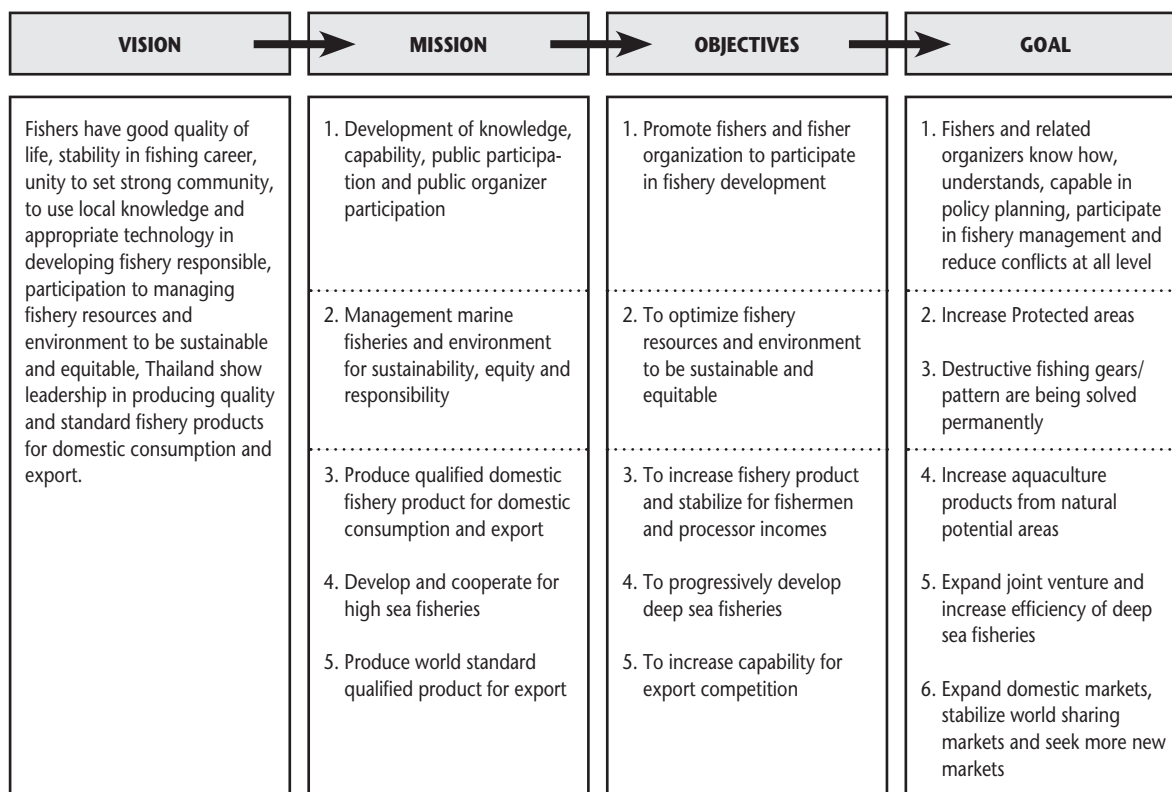 VISION
MISSION
OBJECTIVES
GOAL
Fishers have good quality of
life, stability in fishing career,
unity to set strong community,
to use local knowledge and
appropriate technology in
developing fishery responsible,
participation to managing
fishery resources and
environment to be sustainable
and equitable, Thailand show
leadership in producing quality
and standard fishery products
for domestic consumption and
export.
1. Development of knowledge,
capability, public participa-
tion and public organizer
participation
2. Management marine
fisheries and environment
for sustainability, equity and
responsibility
3. Produce qualified domestic
fishery product for domestic
consumption and export
4. Develop and cooperate for
high sea fisheries
5. Produce world standard
qualified product for export
1. Promote fishers and fisher
organization to participate
in fishery development
2. To optimize fishery
resources and environment
to be sustainable and
equitable
3. To increase fishery product
and stabilize for fishermen
and processor incomes
4. To progressively develop
deep sea fisheries
5. To increase capability for
export competition
1. Fishers and related
organizers know how,
understands, capable in
policy planning, participate
in fishery management and
reduce conflicts at all level
2. Increase Protected areas
3. Destructive fishing gears/
pattern are being solved
permanently
4. Increase aquaculture
products from natural
potential areas
5. Expand joint venture and
increase efficiency of deep
sea fisheries
6. Expand domestic markets,
stabilize world sharing
markets and seek more new
markets